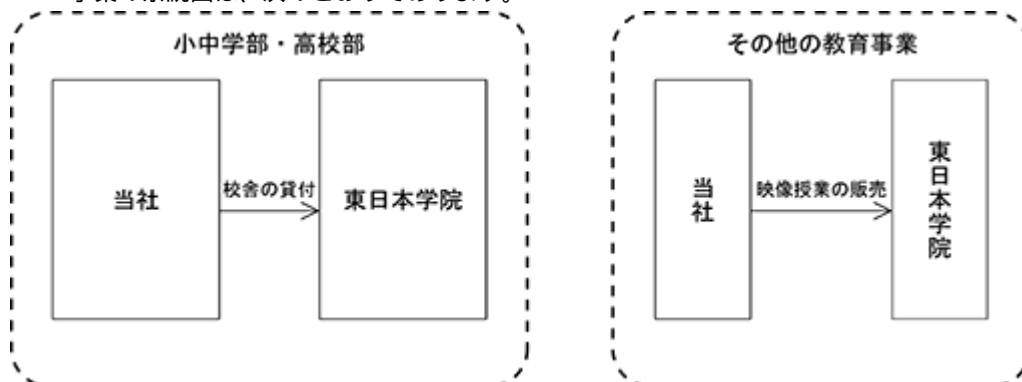 小中学部・高校部
当社
校舎の貸付
東日本学院
その他の教育事業
当社
映像授業の販売
東日本学院